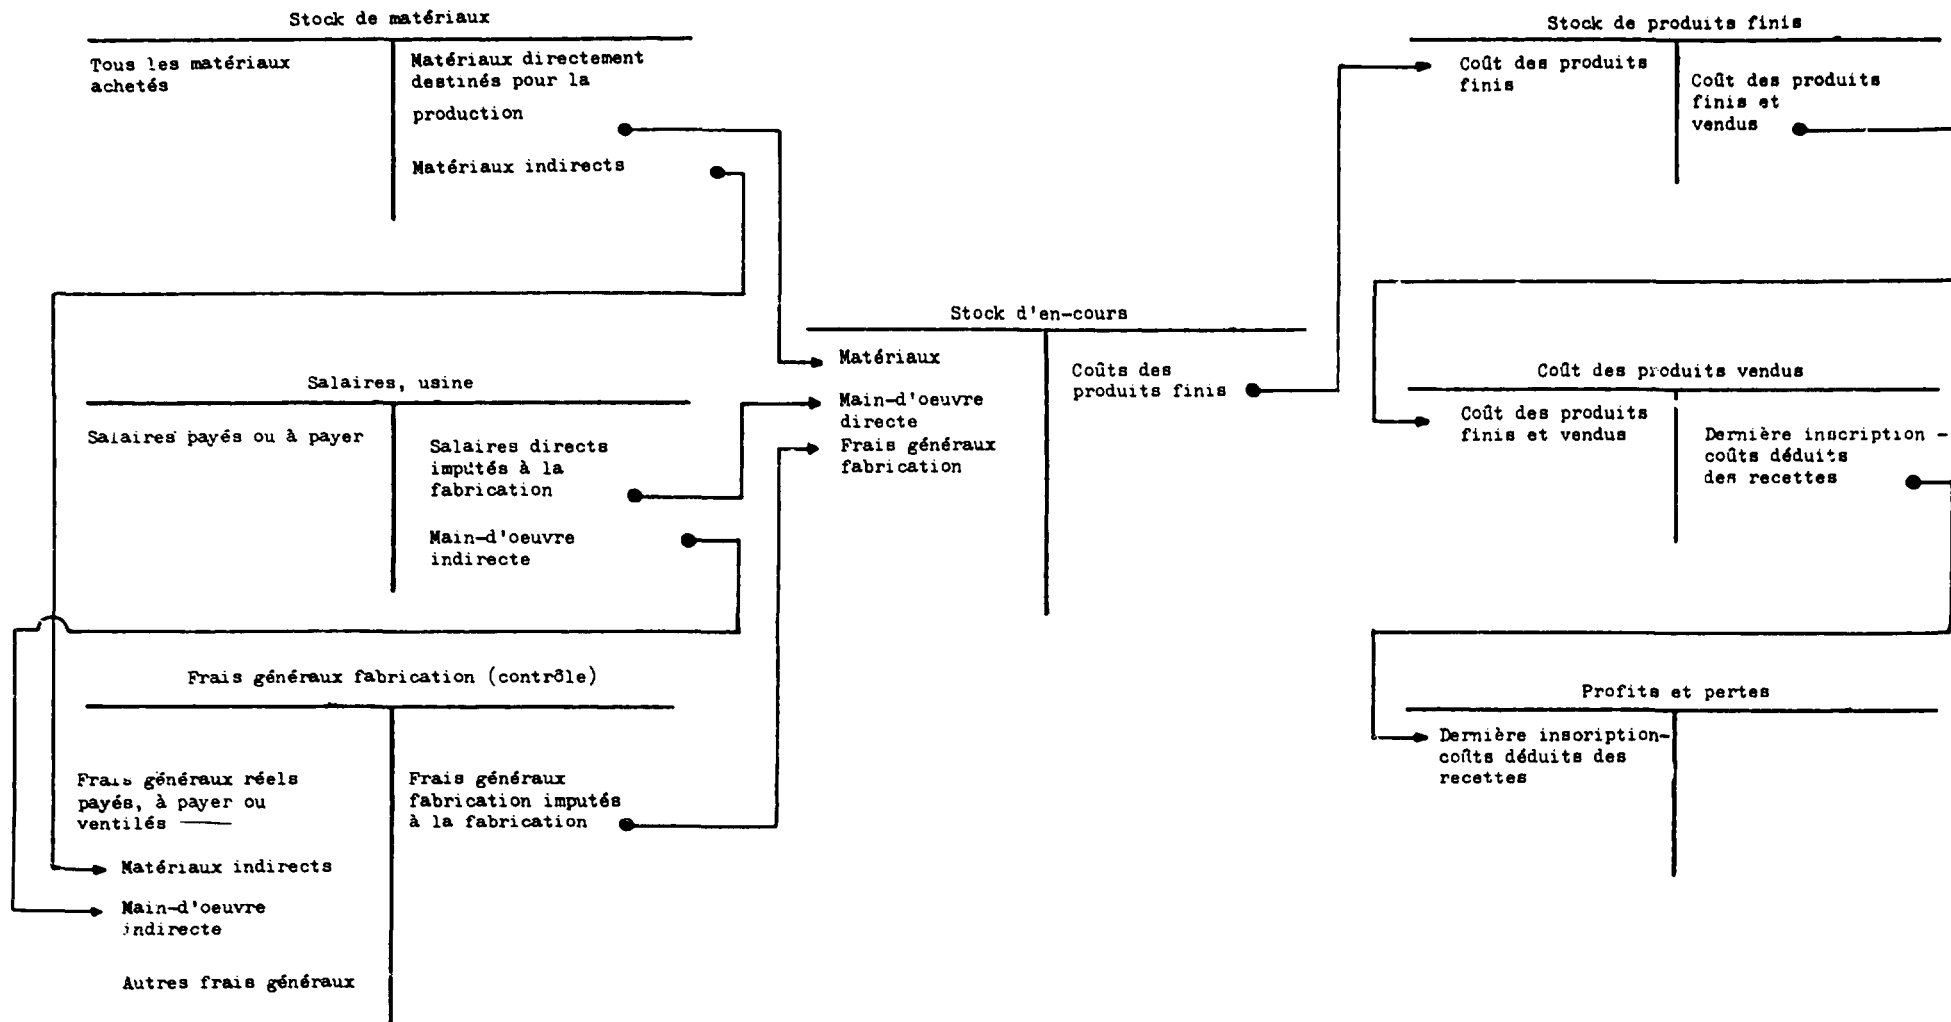 Stock de matériaux
Tous les matériaux
achetés
Matériaux directement
destinés pour la
production
Matériaux indirects
Salaires, usine
Salaires payés ou à payer
Salaires directs
imputés à la
fabrication
Main-d'oeuvre
indirecte
Frais généraux fabrication (contrôle)
Frais généraux réels
payés, à payer ou
ventilés
Matériaux indirects
Main-d'oeuvre
indirecte
Autres frais généraux
Frais généraux
fabrication imputés
à la fabrication
Stock d'en-cours
Matériaux
Main-d'oeuvre
directe
Frais généraux
fabrication
Coûts des
produits finis
Stock de produits finis
Coût des produits
finis
Coût des produits
finis et
vendus
Coût des produits vendus
Coût des produits
finis et vendus
Dernière inscription -
coûts déduits
des recettes
Profits et pertes
Dernière inscription-
coûts déduits des
recettes